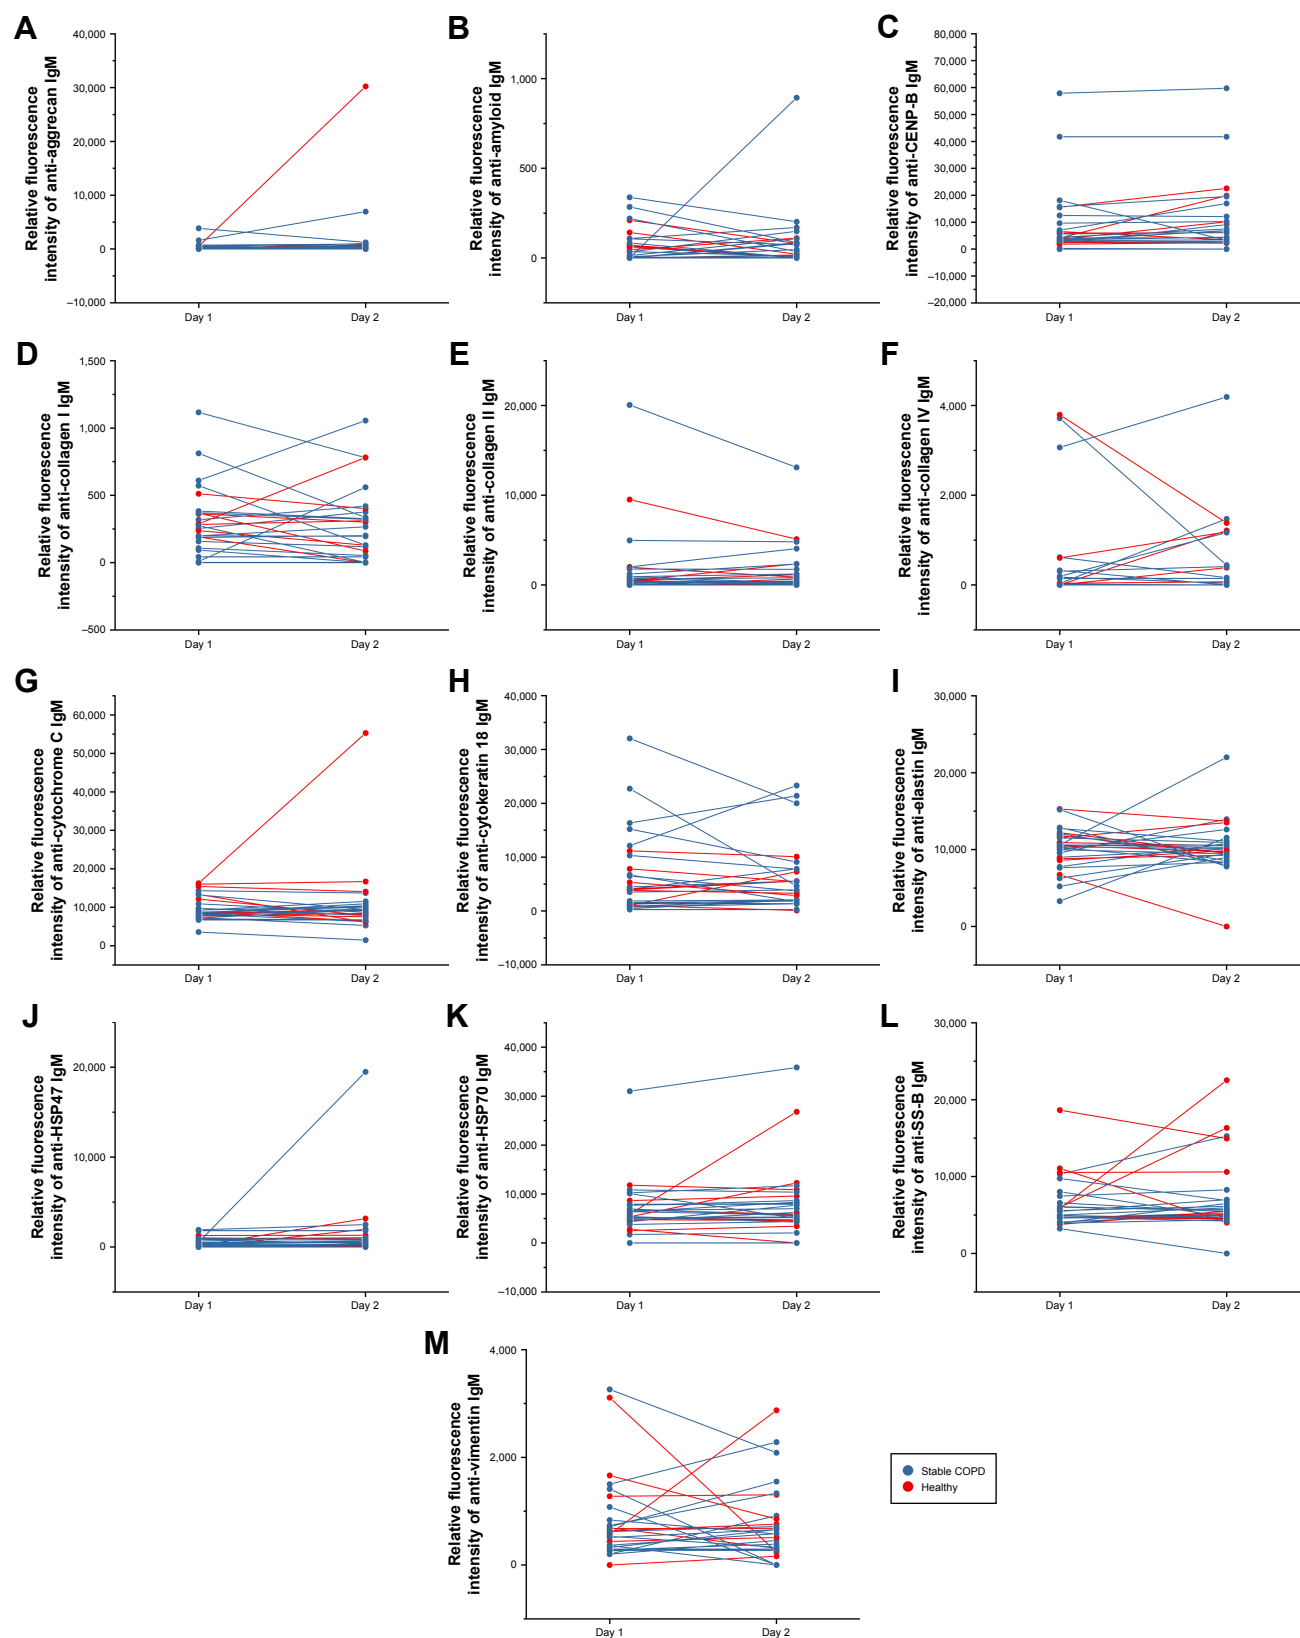 A
Relative fluorescence
intensity of anti-aggrecan IgM
40,000
30,000
20,000
10,000
0
–10,000
Day 1
Day 2
B
Relative fluorescence
intensity of anti-amyloid IgM
1,000
500
0
Day 1
Day 2
C
Relative fluorescence
intensity of anti-CENP-B IgM
80,000
70,000
60,000
50,000
40,000
30,000
20,000
10,000
0
–10,000
–20,000
Day 1
Day 2
D
Relative fluorescence
intensity of anti-collagen I IgM
1,500
1,000
500
0
–500
Day 1
Day 2
E
Relative fluorescence
intensity of anti-collagen II IgM
20,000
10,000
0
Day 1
Day 2
F
Relative fluorescence
intensity of anti-collagen IV IgM
4,000
2,000
0
Day 1
Day 2
G
Relative fluorescence
intensity of anti-cytochrome C IgM
60,000
50,000
40,000
30,000
20,000
10,000
0
Day 1
Day 2
H
Relative fluorescence
intensity of anti-cytokeratin 18 IgM
40,000
30,000
20,000
10,000
0
–10,000
Day 1
Day 2
I
Relative fluorescence
intensity of anti-elastin IgM
30,000
20,000
10,000
0
Day 1
Day 2
J
Relative fluorescence
intensity of anti-HSP47 IgM
20,000
10,000
0
Day 1
Day 2
K
Relative fluorescence
intensity of anti-HSP70 IgM
40,000
30,000
20,000
10,000
0
–10,000
Day 1
Day 2
L
Relative fluorescence
intensity of anti-SS-B IgM
30,000
20,000
10,000
0
Day 1
Day 2
M
Relative fluorescence
intensity of anti-vimentin IgM
4,000
2,000
0
Day 1
Day 2
Stable COPD
Healthy